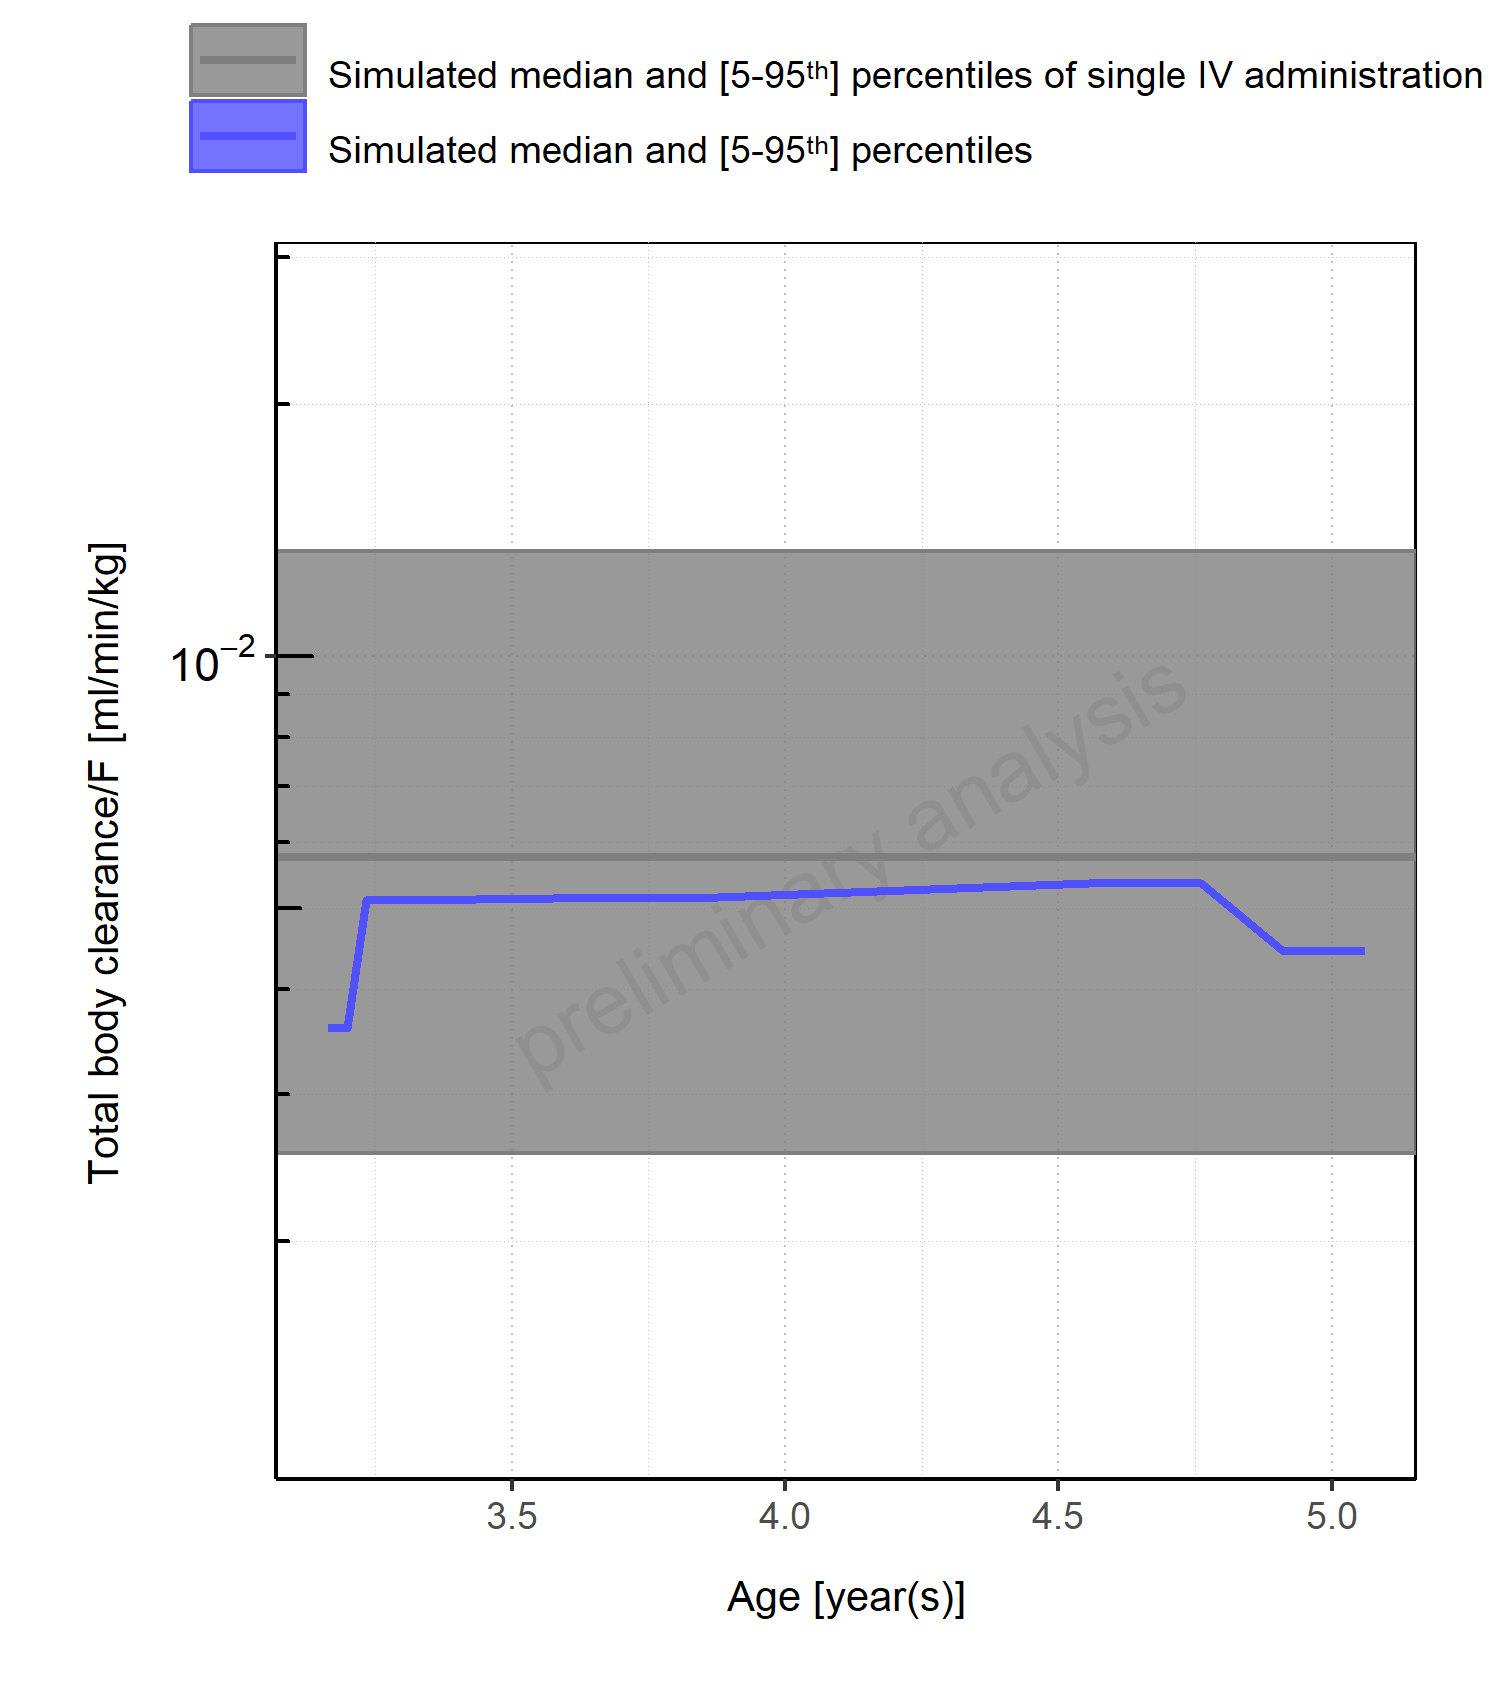 Simulated median and [5-95th] percentiles of single IV administration
Simulated median and [5-95th] percentiles
Total body clearance/F [ml/min/kg]
10−2
preliminary analysis
3.5 4.0 4.5 5.0
Age [year(s)]